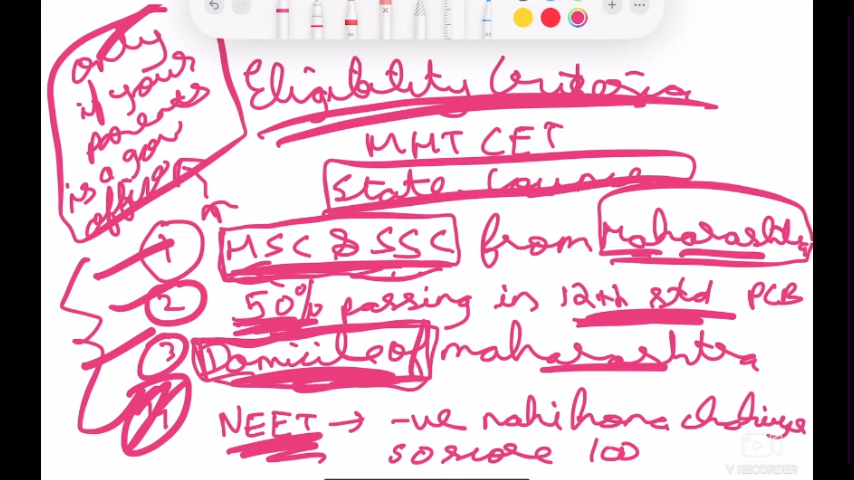 only
if your
parents
is a gov
officer
Eligibility Criteria
MHT CET
State Course
1 HSC & SSC from Maharashtra
2 50% passing in 12th std PCB
3 Domicile of maharashtra
NEET → -ve nahi hona chahiye
so score 100
V RECORDER